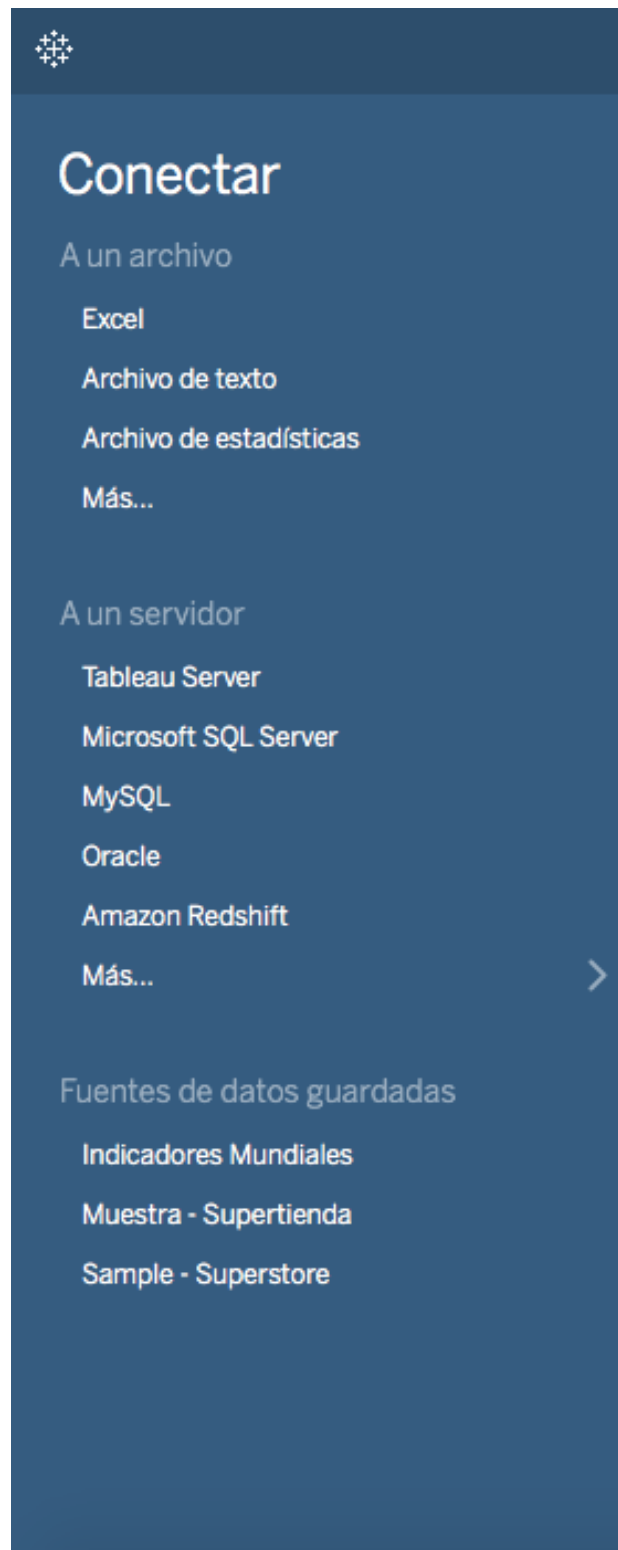 Conectar
A un archivo
Excel
Archivo de texto
Archivo de estadísticas
Más...
A un servidor
Tableau Server
Microsoft SQL Server
MySQL
Oracle
Amazon Redshift
Más...
Fuentes de datos guardadas
Indicadores Mundiales
Muestra - Supertienda
Sample - Superstore